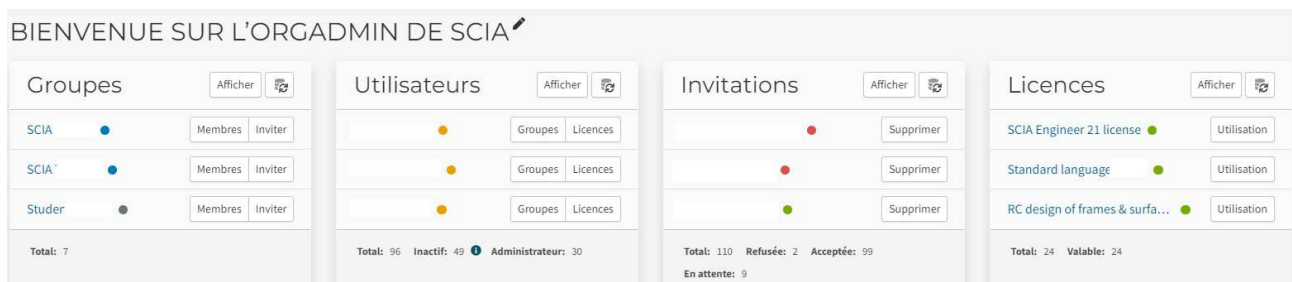 BIENVENUE SUR L'ORGADMIN DE SCIA
Groupes Afficher
SCIA Membres Inviter
SCIA Membres Inviter
Studer Membres Inviter
Total: 7
Utilisateurs Afficher
Groupes Licences
Groupes Licences
Groupes Licences
Total: 96 Inactif: 49 Administrateur: 30
Invitations Afficher
Supprimer
Supprimer
Supprimer
Total: 110 Refusée: 2 Acceptée: 99
En attente: 9
Licences Afficher
SCIA Engineer 21 license Utilisation
Standard language Utilisation
RC design of frames & surfa... Utilisation
Total: 24 Valable: 24